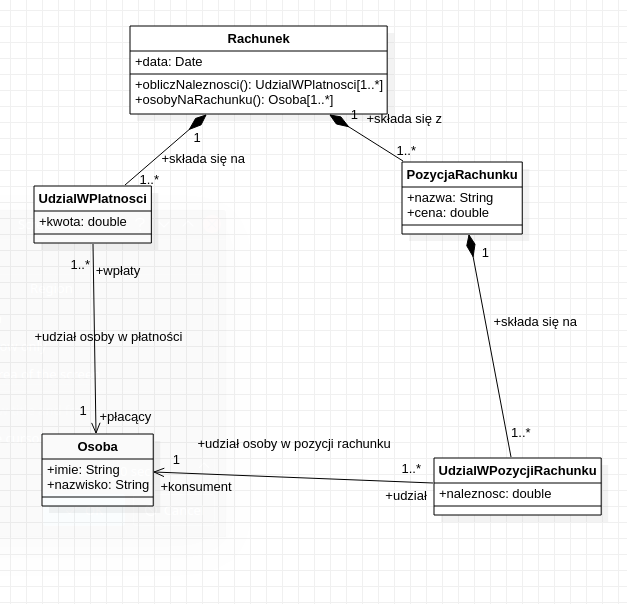 Rachunek
+data: Date
+obliczNaleznosci(): UdzialWPlatnosci[1..*]
+osobyNaRachunku(): Osoba[1..*]
1
+składa się z
1
1..*
+składa się na
1..*
PozycjaRachunku
+nazwa: String
+cena: double
UdzialWPlatnosci
+kwota: double
1
1..*
+wpłaty
+składa się na
+udział osoby w płatności
1
+płacący
1..*
Osoba
+imie: String
+nazwisko: String
+udział osoby w pozycji rachunku
1
+konsument
1..*
+udział
UdzialWPozycjiRachunku
+naleznosc: double